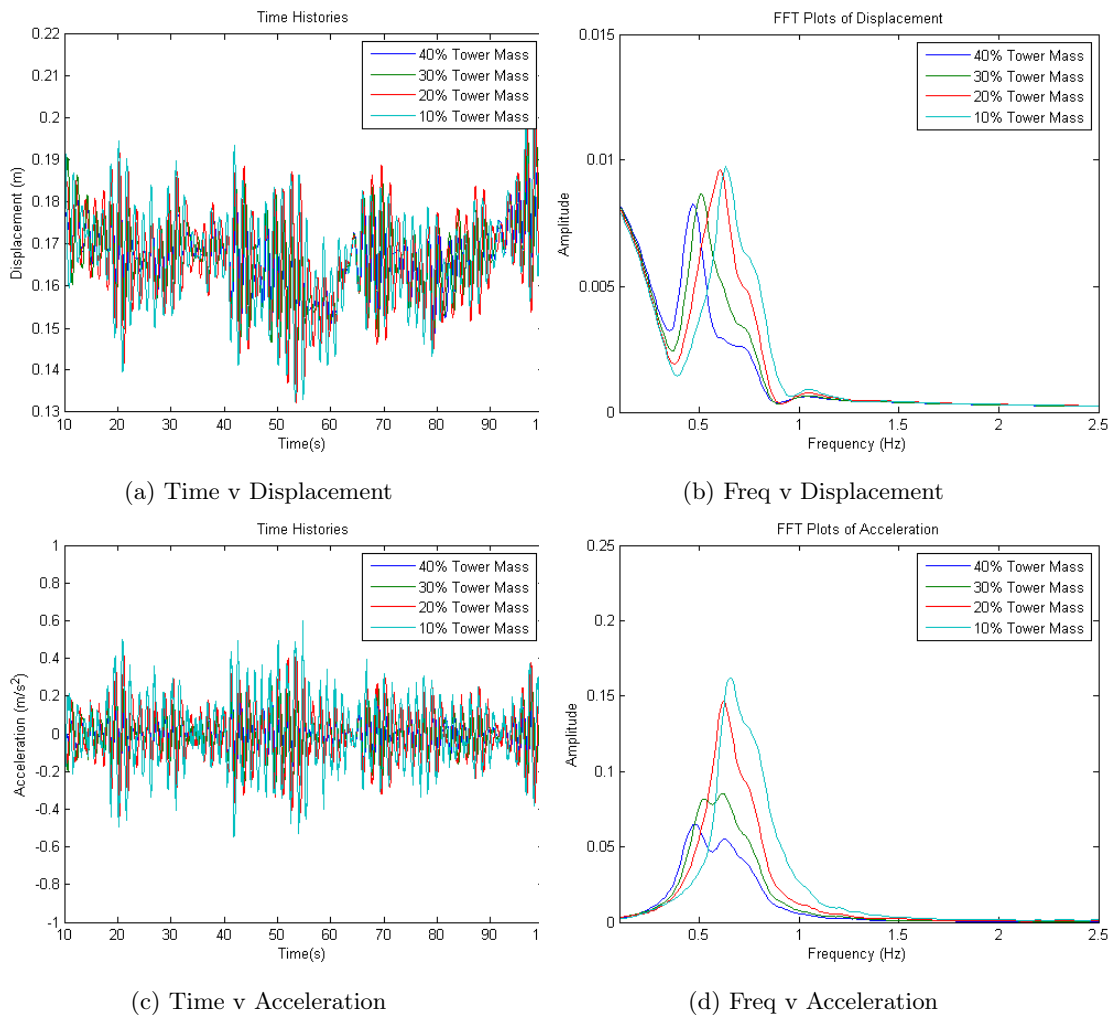 Time Histories
0.22
0.21
0.2
0.19
0.18
0.17
0.16
0.15
0.14
0.13
Displacement (m)
40% Tower Mass
30% Tower Mass
20% Tower Mass
10% Tower Mass
10 20 30 40 50 60 70 80 90 1
Time(s)
(a) Time v Displacement
FFT Plots of Displacement
0.015
0.01
0.005
0
Amplitude
40% Tower Mass
30% Tower Mass
20% Tower Mass
10% Tower Mass
0.5 1 1.5 2 2.5
Frequency (Hz)
(b) Freq v Displacement
Time Histories
1
0.8
0.6
0.4
0.2
0
-0.2
-0.4
-0.6
-0.8
-1
Acceleration (m/s²)
40% Tower Mass
30% Tower Mass
20% Tower Mass
10% Tower Mass
10 20 30 40 50 60 70 80 90 1
Time(s)
(c) Time v Acceleration
FFT Plots of Acceleration
0.25
0.2
0.15
0.1
0.05
0
Amplitude
40% Tower Mass
30% Tower Mass
20% Tower Mass
10% Tower Mass
0.5 1 1.5 2 2.5
Frequency (Hz)
(d) Freq v Acceleration